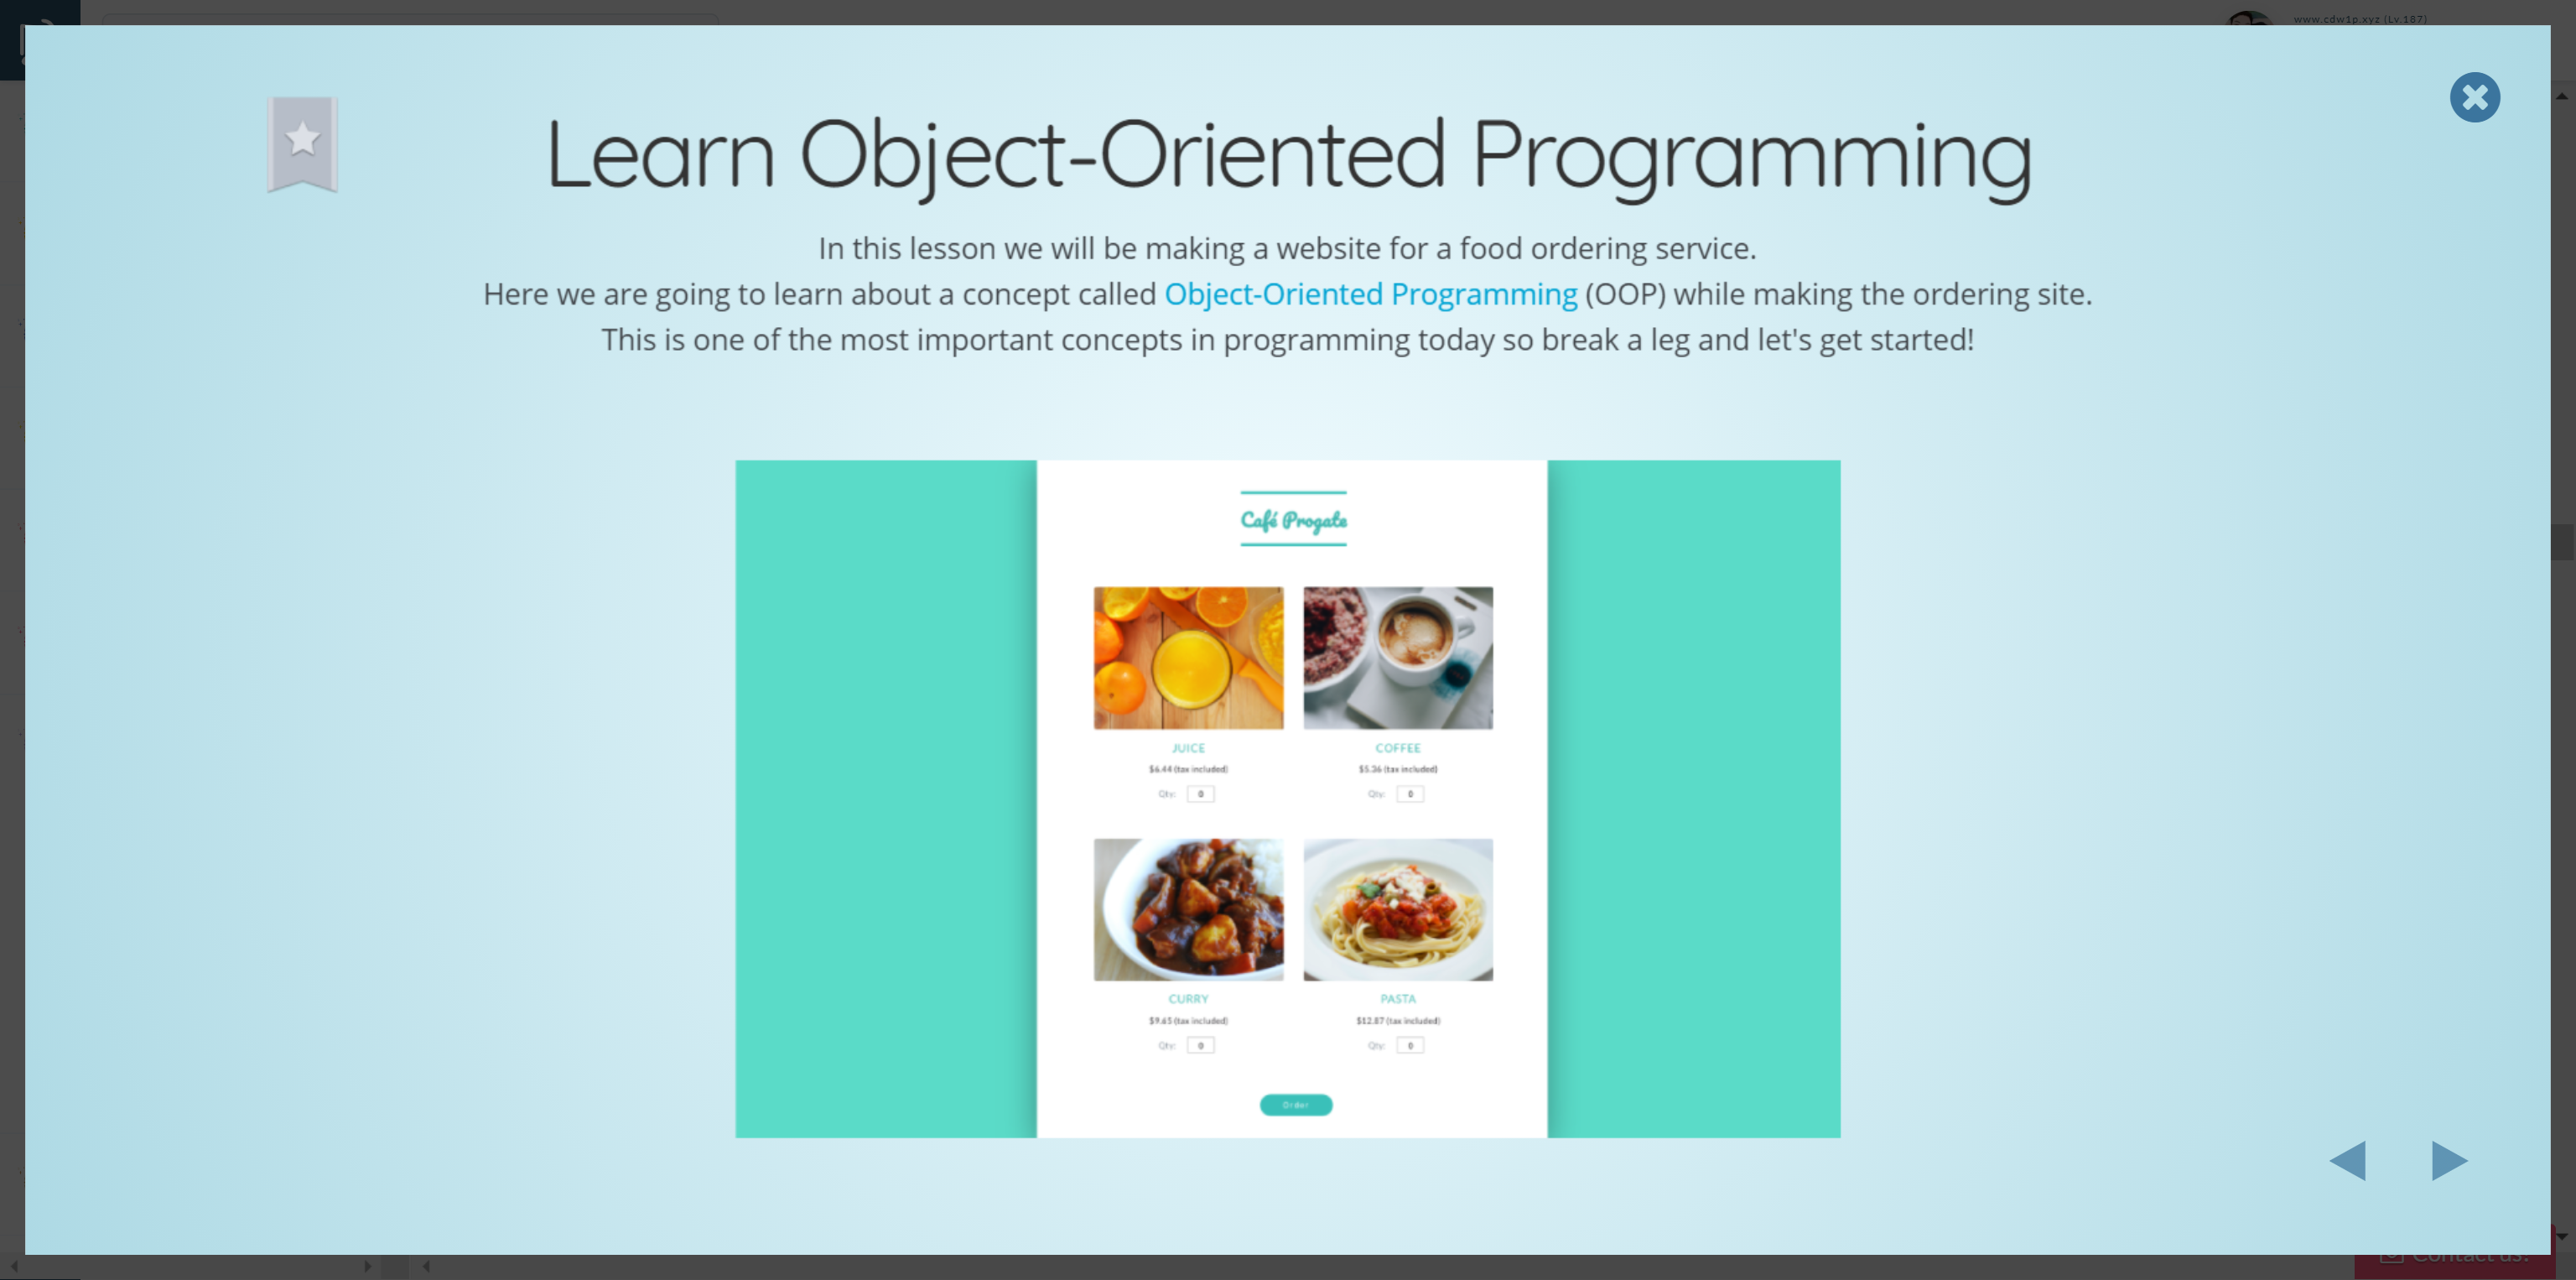 www.cdw1p.xyz (Lv.187)
Learn Object-Oriented Programming
In this lesson we will be making a website for a food ordering service.
Here we are going to learn about a concept called Object-Oriented Programming (OOP) while making the ordering site.
This is one of the most important concepts in programming today so break a leg and let's get started!
Café Progate
JUICE
$6.44 (tax included)
Qty: 0
COFFEE
$5.36 (tax included)
Qty: 0
CURRY
$9.65 (tax included)
Qty: 0
PASTA
$12.87 (tax included)
Qty: 0
Order
Contact us!